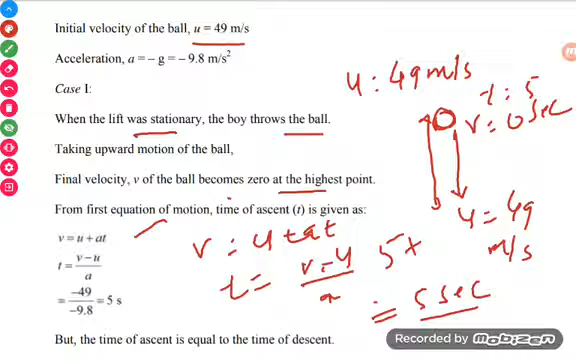 Initial velocity of the ball, u = 49 m/s
Acceleration, a = – g = – 9.8 m/s²
Case I:
When the lift was stationary, the boy throws the ball.
Taking upward motion of the ball,
Final velocity, v of the ball becomes zero at the highest point.
From first equation of motion, time of ascent (t) is given as:
v = u + at
t = v – u / a
= –49 / –9.8 = 5 s
But, the time of ascent is equal to the time of descent.
u : 49 m/s
t : 5 sec
v = 0
u = 49 m/s
v : u + at
t = v – u / a
= 5 sec
Recorded by mobizen